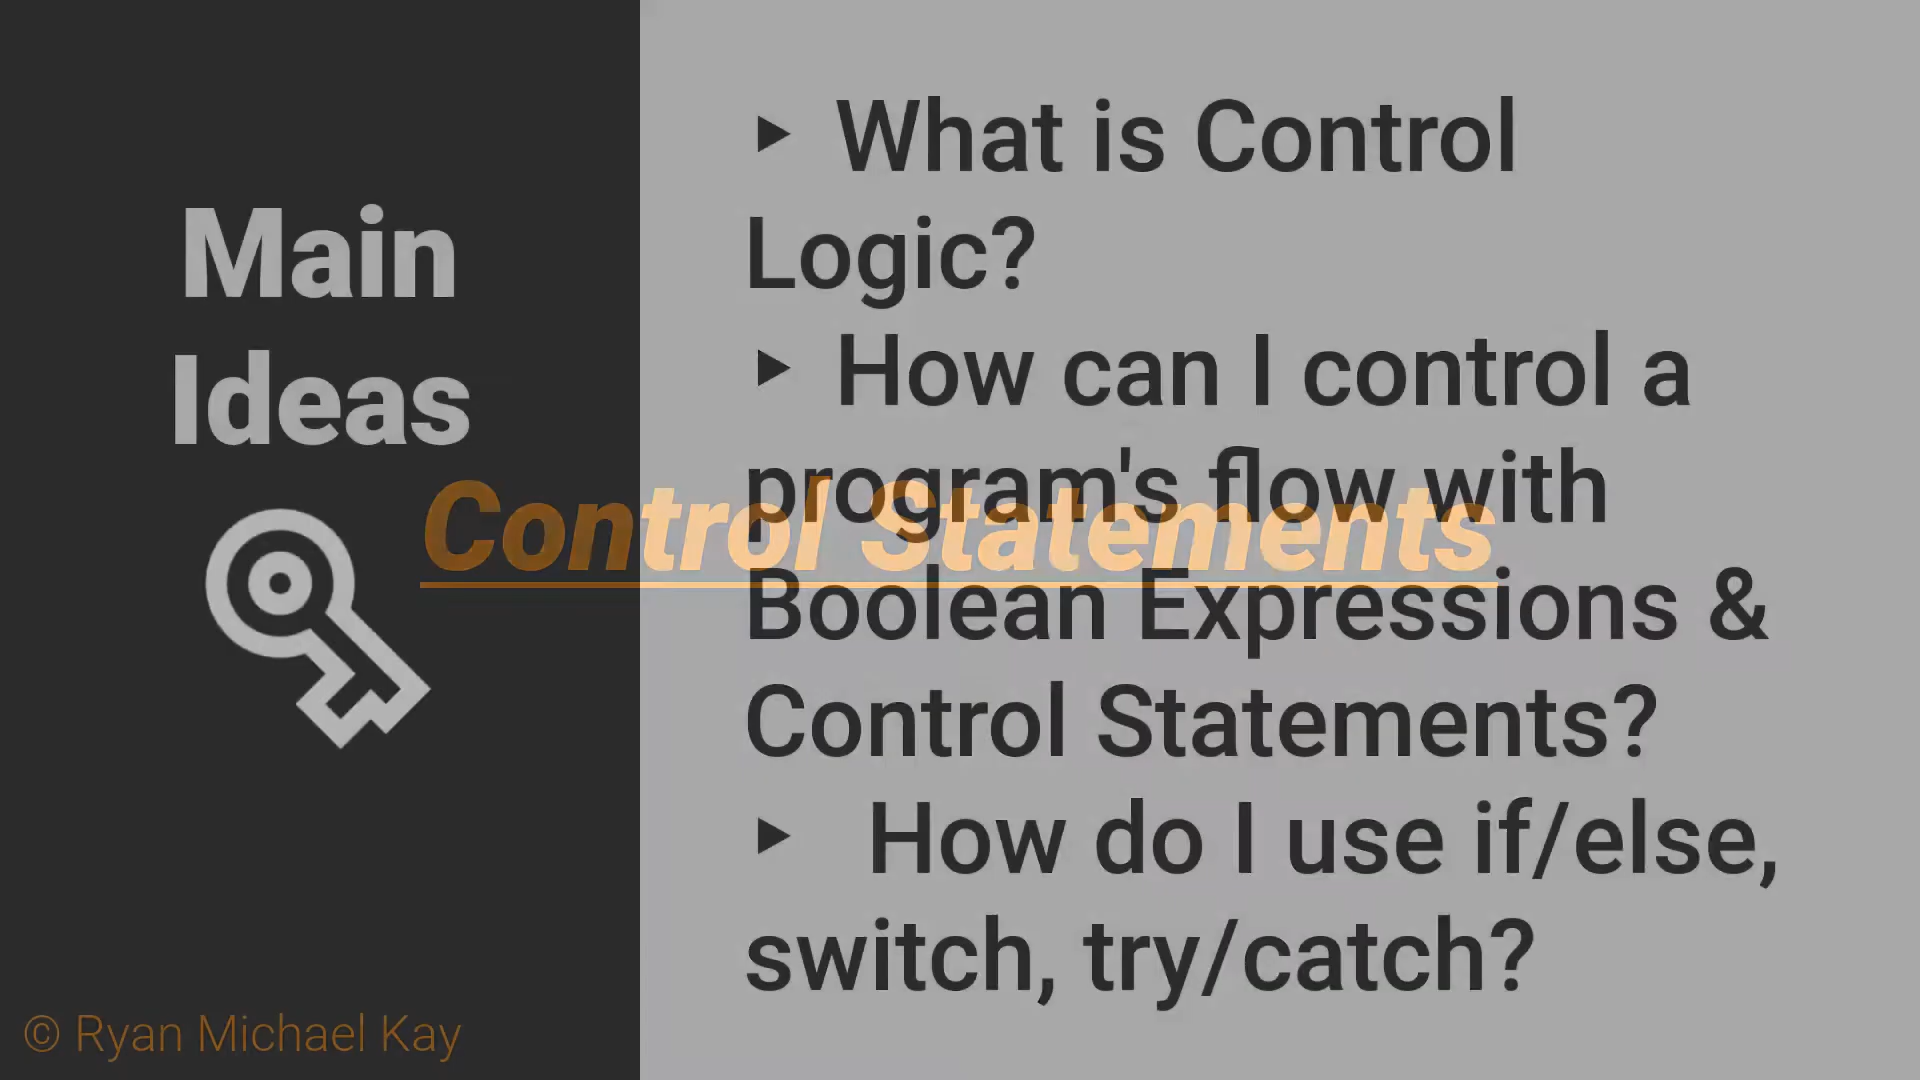 Main
Ideas
▸ What is Control
Logic?
▸ How can I control a
program's flow with
Boolean Expressions &
Control Statements?
▸ How do I use if/else,
switch, try/catch?
Control Statements
© Ryan Michael Kay